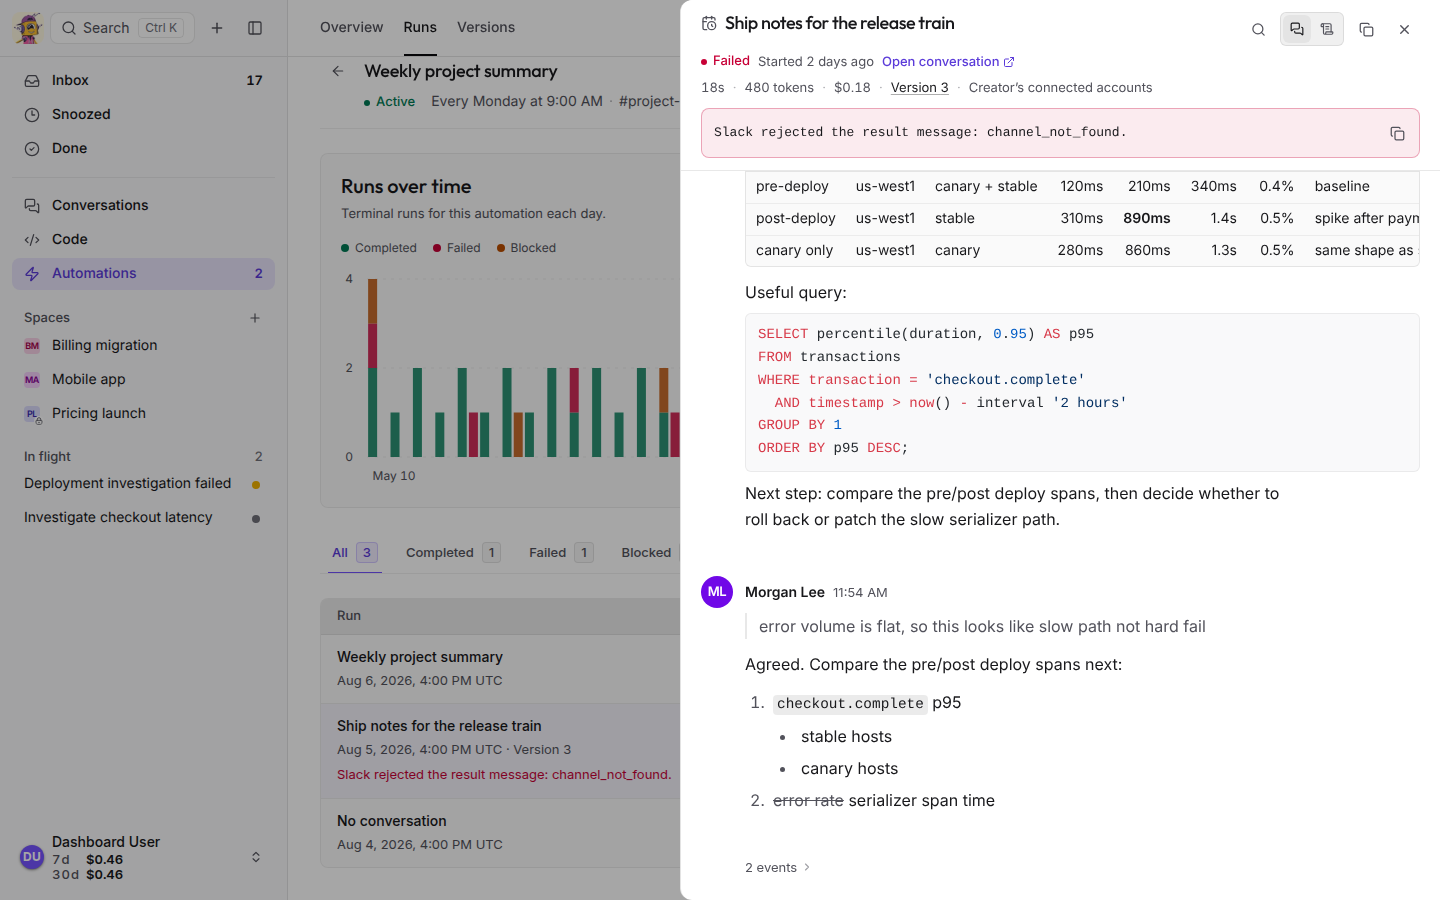 Search Ctrl K
Inbox 17
Snoozed
Done
Conversations
Code
Automations 2
Spaces
BM Billing migration
MA Mobile app
PL Pricing launch
In flight 2
Deployment investigation failed
Investigate checkout latency
DU Dashboard User
7d $0.46
30d $0.46
Overview Runs Versions
Weekly project summary
Active Every Monday at 9:00 AM · #project-
Runs over time
Terminal runs for this automation each day.
Completed Failed Blocked
4
2
0
May 10
All 3 Completed 1 Failed 1 Blocked
Run
Weekly project summary
Aug 6, 2026, 4:00 PM UTC
Ship notes for the release train
Aug 5, 2026, 4:00 PM UTC · Version 3
Slack rejected the result message: channel_not_found.
No conversation
Aug 4, 2026, 4:00 PM UTC
Ship notes for the release train
Failed Started 2 days ago Open conversation
18s · 480 tokens · $0.18 · Version 3 · Creator’s connected accounts
Slack rejected the result message: channel_not_found.
pre-deploy us-west1 canary + stable 120ms 210ms 340ms 0.4% baseline
post-deploy us-west1 stable 310ms 890ms 1.4s 0.5% spike after paym
canary only us-west1 canary 280ms 860ms 1.3s 0.5% same shape as
Useful query:
SELECT percentile(duration, 0.95) AS p95
FROM transactions
WHERE transaction = 'checkout.complete'
AND timestamp > now() - interval '2 hours'
GROUP BY 1
ORDER BY p95 DESC;
Next step: compare the pre/post deploy spans, then decide whether to
roll back or patch the slow serializer path.
ML Morgan Lee 11:54 AM
error volume is flat, so this looks like slow path not hard fail
Agreed. Compare the pre/post deploy spans next:
1. checkout.complete p95
• stable hosts
• canary hosts
2. error rate serializer span time
2 events